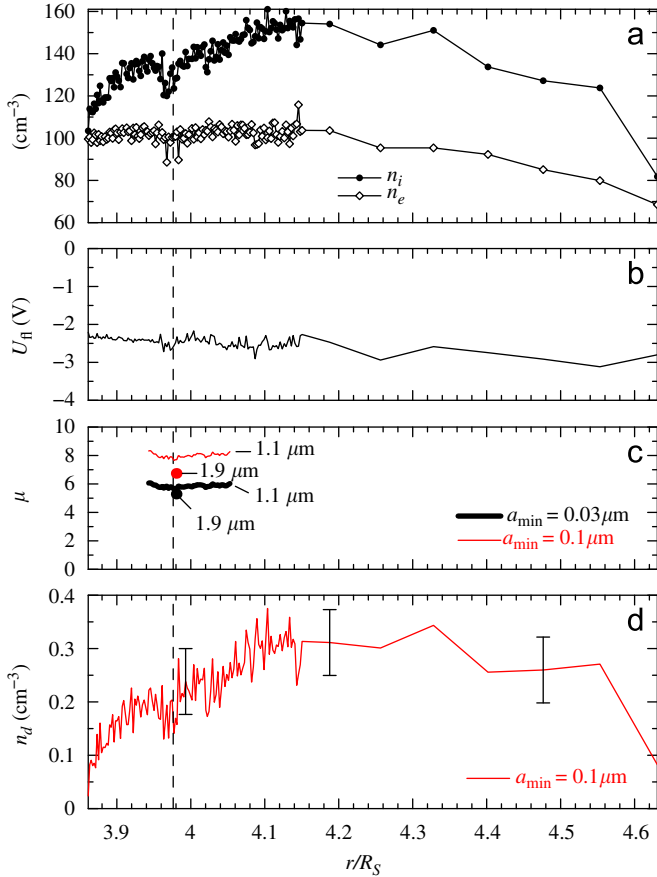 160
140
120
100
80
60
(cm⁻³)
a
n_i
n_e
0
−1
−2
−3
−4
U_fl (V)
b
10
8
6
4
2
0
μ
c
1.1 μm
1.9 μm
1.1 μm
1.9 μm
a_min = 0.03μm
a_min = 0.1μm
0.4
0.3
0.2
0.1
0
n_d (cm⁻³)
d
a_min = 0.1μm
3.9 4 4.1 4.2 4.3 4.4 4.5 4.6
r/R_S